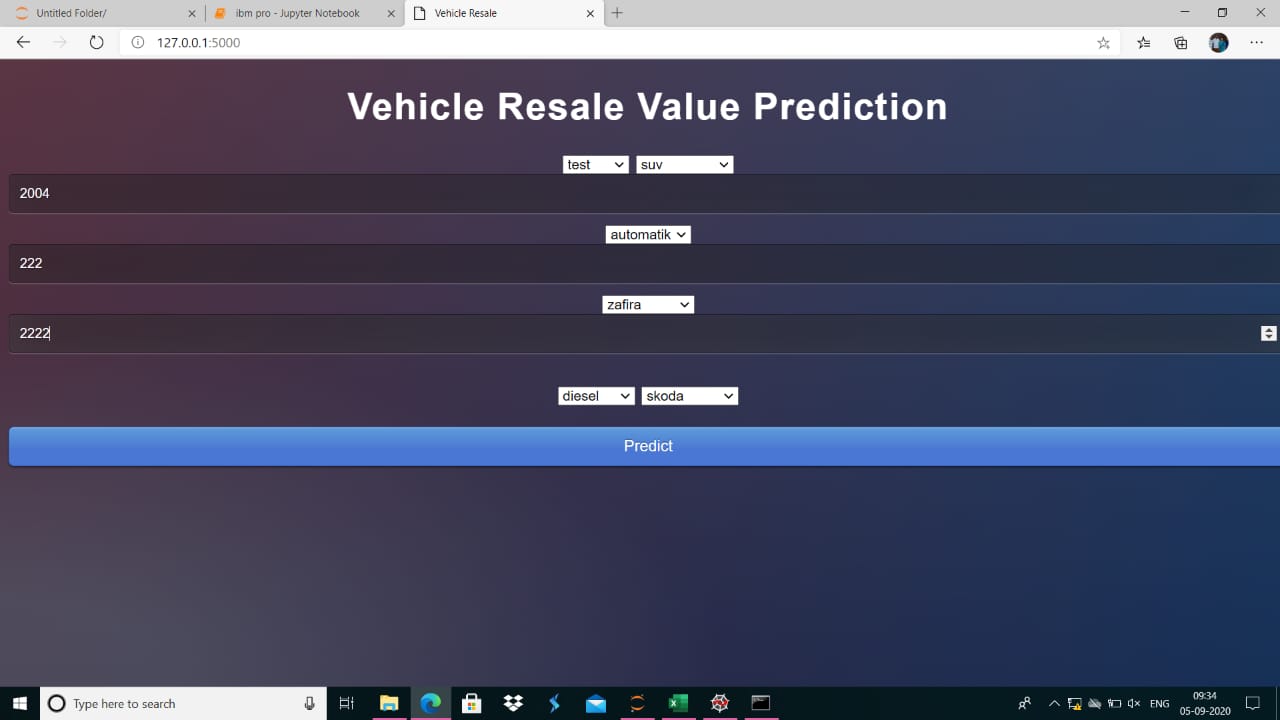 Untitled Folder/
ibm pro - Jupyter Notebook
Vehicle Resale
127.0.0.1:5000
Vehicle Resale Value Prediction
test suv
2004
automatik
222
zafira
2222
diesel skoda
Predict
Type here to search
ENG
09:34
05-09-2020